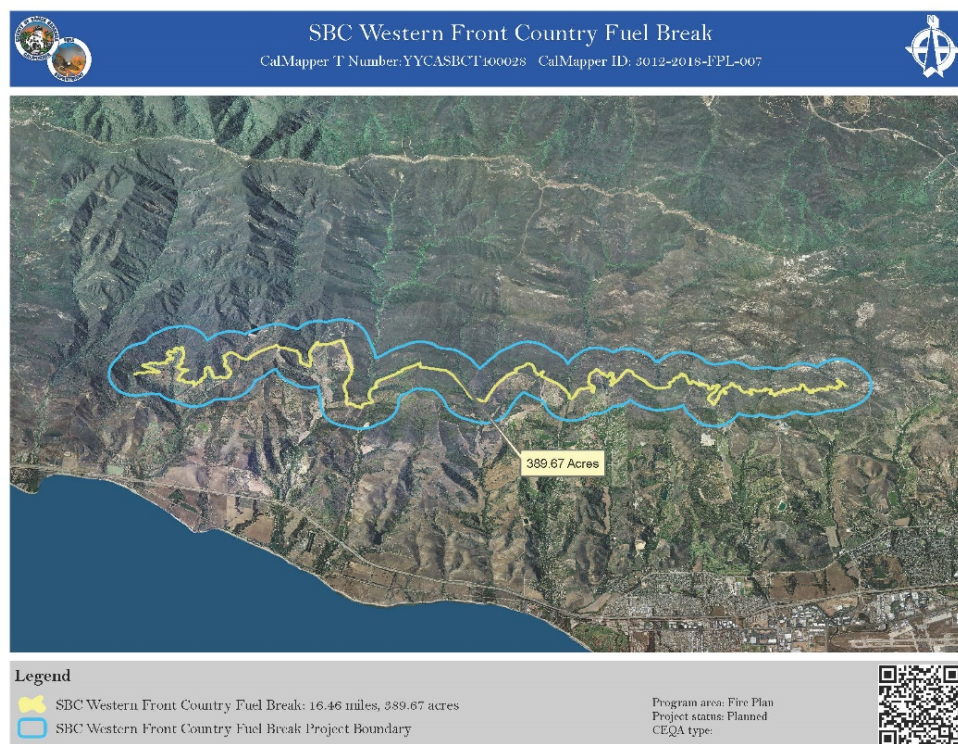 SBC Western Front Country Fuel Break
CalMapper T Number:YYCASBCT100028 CalMapper ID: 3012-2018-FPL-007
389.67 Acres
Legend
SBC Western Front Country Fuel Break: 16.46 miles, 389.67 acres
SBC Western Front Country Fuel Break Project Boundary
Program area: Fire Plan
Project status: Planned
CEQA type: